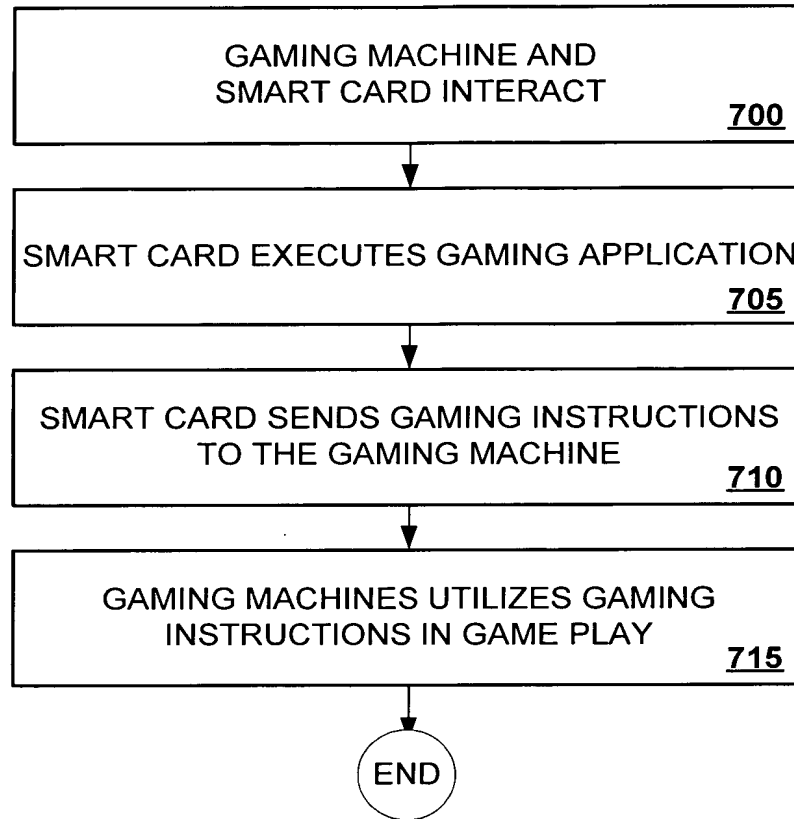 GAMING MACHINE AND
SMART CARD INTERACT
700
SMART CARD EXECUTES GAMING APPLICATION
705
SMART CARD SENDS GAMING INSTRUCTIONS
TO THE GAMING MACHINE
710
GAMING MACHINES UTILIZES GAMING
INSTRUCTIONS IN GAME PLAY
715
END